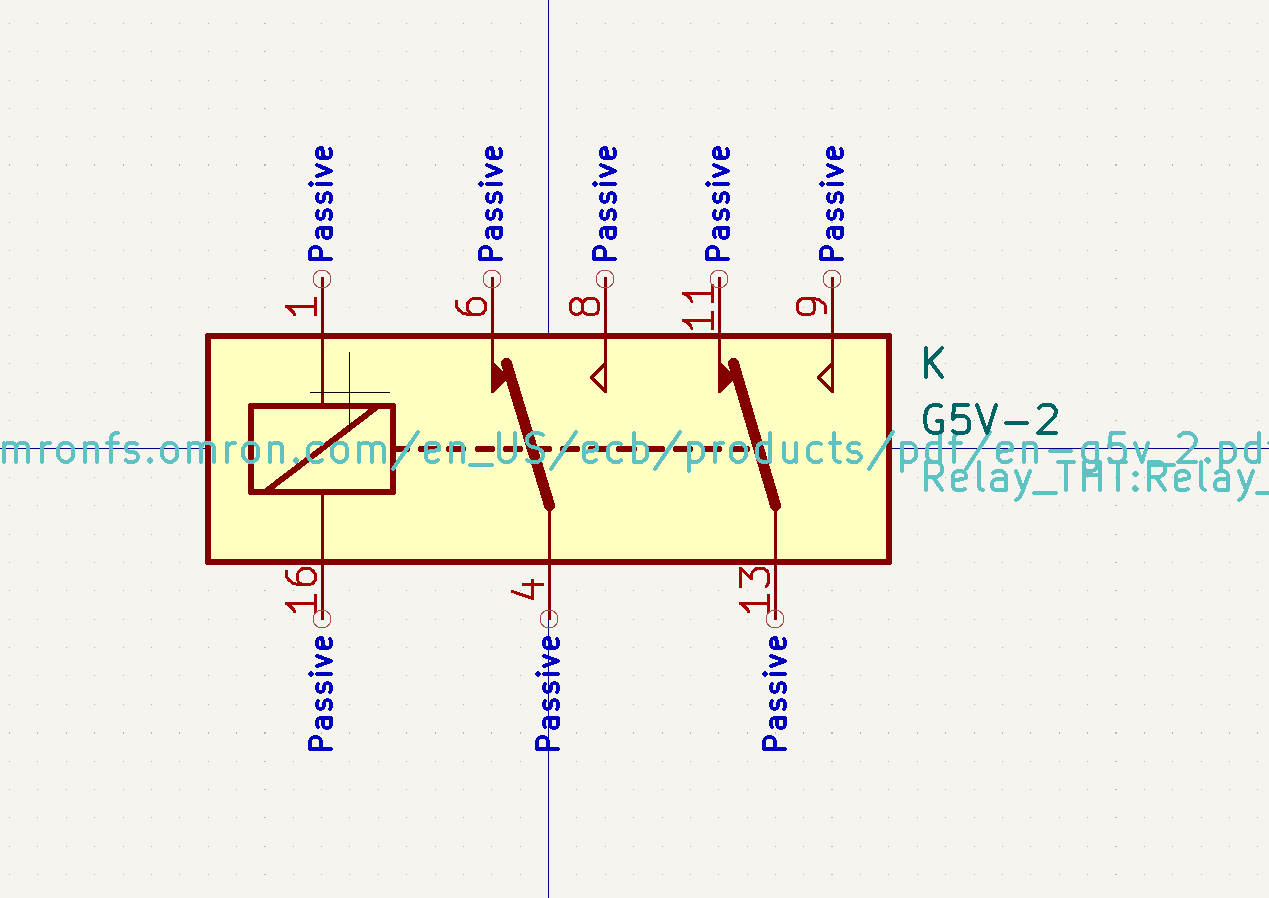 Passive
Passive
Passive
Passive
Passive
1
6
8
11
9
K
G5V-2
mronfs.omron.com/en_US/ecb/products/pdf/en-g5v_2.pd
Relay_THT:Relay_
16
4
13
Passive
Passive
Passive